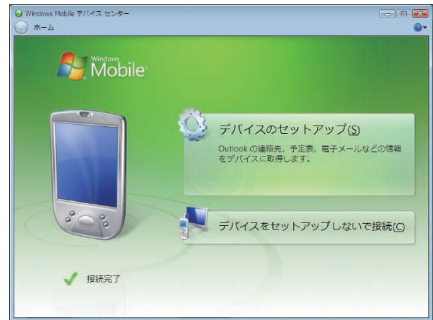 Windows Mobile デバイス センター
ホーム
Windows
Mobile
デバイスのセットアップ(S)
Outlook の連絡先、予定表、電子メールなどの情報
をデバイスに取得します。
デバイスをセットアップしないで接続(C)
接続完了